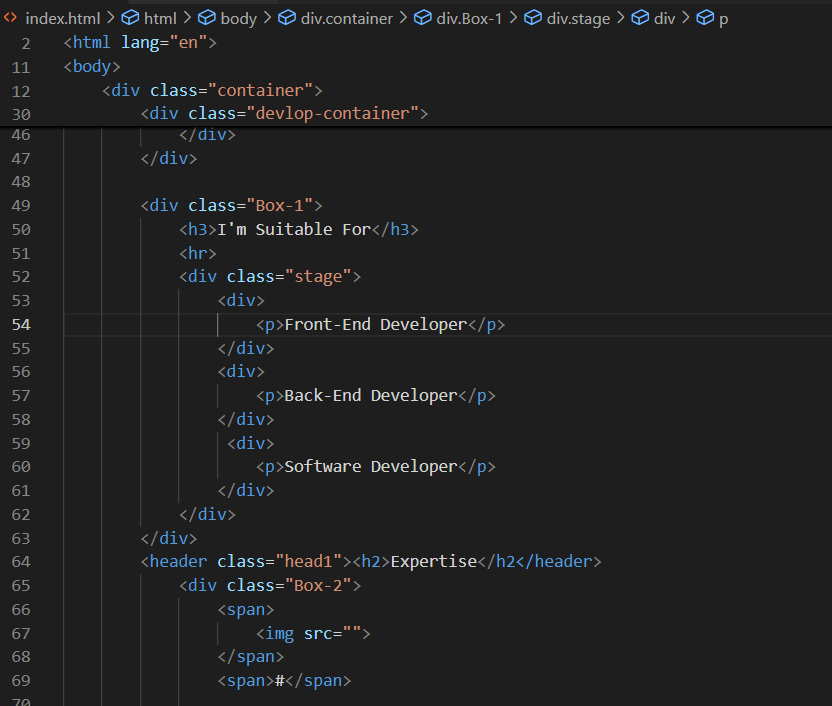 <> index.html > html > body > div.container > div.Box-1 > div.stage > div > p
2 <html lang="en">
11 <body>
12 <div class="container">
30 <div class="devlop-container">
46 </div>
47 </div>
48
49 <div class="Box-1">
50 <h3>I'm Suitable For</h3>
51 <hr>
52 <div class="stage">
53 <div>
54 <p>Front-End Developer</p>
55 </div>
56 <div>
57 <p>Back-End Developer</p>
58 </div>
59 <div>
60 <p>Software Developer</p>
61 </div>
62 </div>
63 </div>
64 <header class="head1"><h2>Expertise</h2</header>
65 <div class="Box-2">
66 <span>
67 <img src="">
68 </span>
69 <span>#</span>
70